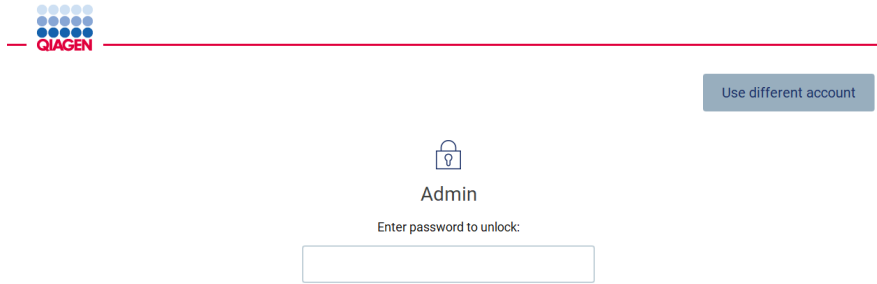 QIAGEN
Use different account
Admin
Enter password to unlock: